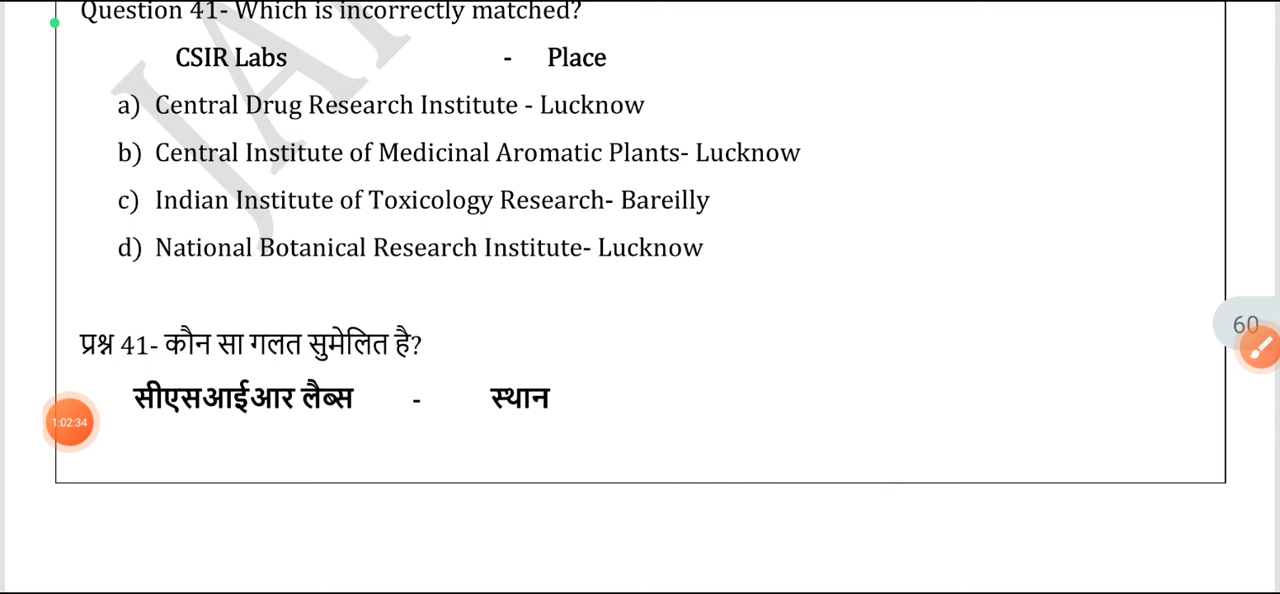 Question 41- Which is incorrectly matched?
CSIR Labs - Place
a) Central Drug Research Institute - Lucknow
b) Central Institute of Medicinal Aromatic Plants- Lucknow
c) Indian Institute of Toxicology Research- Bareilly
d) National Botanical Research Institute- Lucknow
प्रश्न 41- कौन सा गलत सुमेलित है?
सीएसआईआर लैब्स - स्थान
60
1:02:34